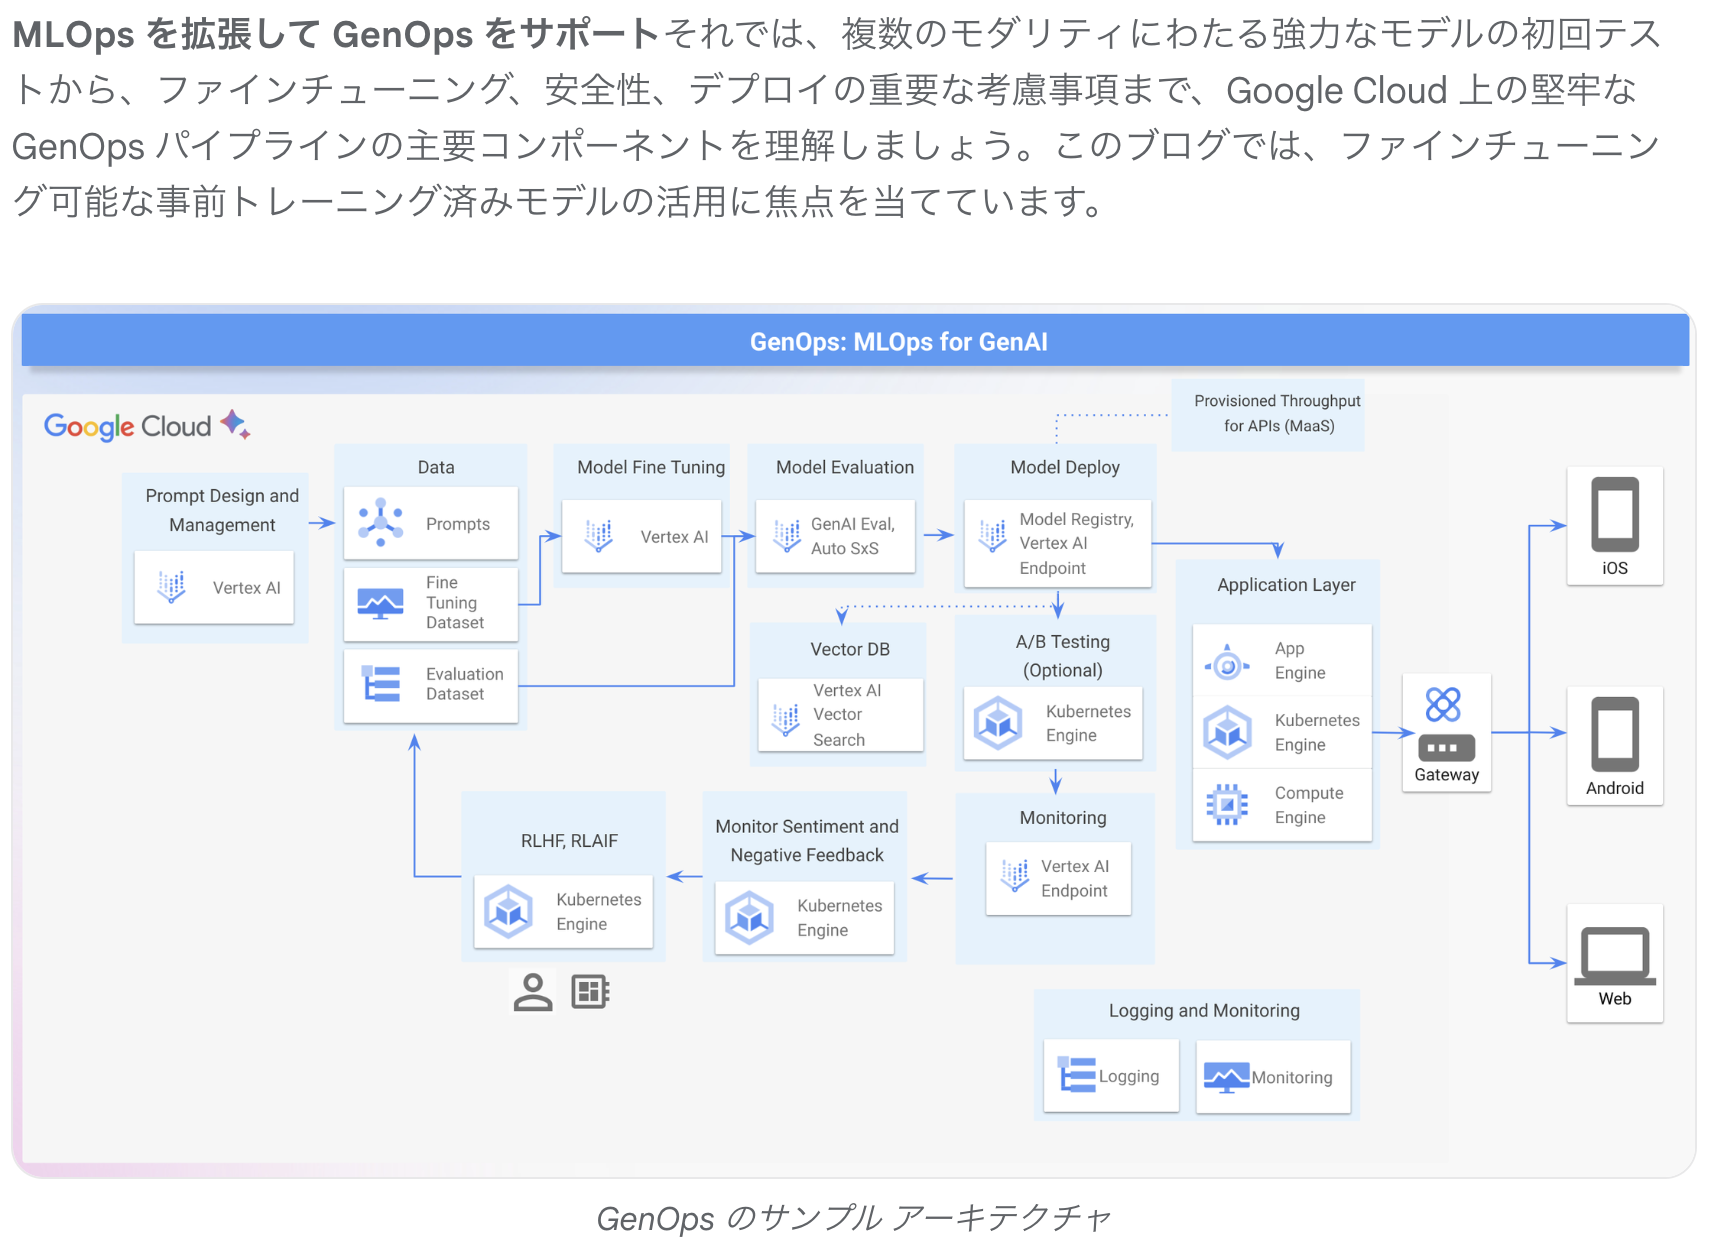 MLOps を拡張して GenOps をサポートそれでは、複数のモダリティにわたる強力なモデルの初回テス
トから、ファインチューニング、安全性、デプロイの重要な考慮事項まで、Google Cloud 上の堅牢な
GenOps パイプラインの主要コンポーネントを理解しましょう。このブログでは、ファインチューニン
グ可能な事前トレーニング済みモデルの活用に焦点を当てています。
GenOps: MLOps for GenAI
Google Cloud
Provisioned Throughput
for APIs (MaaS)
Prompt Design and
Management
Vertex AI
Data
Prompts
Fine
Tuning
Dataset
Evaluation
Dataset
Model Fine Tuning
Vertex AI
Model Evaluation
GenAI Eval,
Auto SxS
Model Deploy
Model Registry,
Vertex AI
Endpoint
Vector DB
Vertex AI
Vector
Search
A/B Testing
(Optional)
Kubernetes
Engine
Application Layer
App
Engine
Kubernetes
Engine
Compute
Engine
Gateway
iOS
Android
Web
RLHF, RLAIF
Kubernetes
Engine
Monitor Sentiment and
Negative Feedback
Kubernetes
Engine
Monitoring
Vertex AI
Endpoint
Logging and Monitoring
Logging
Monitoring
GenOps のサンプル アーキテクチャ